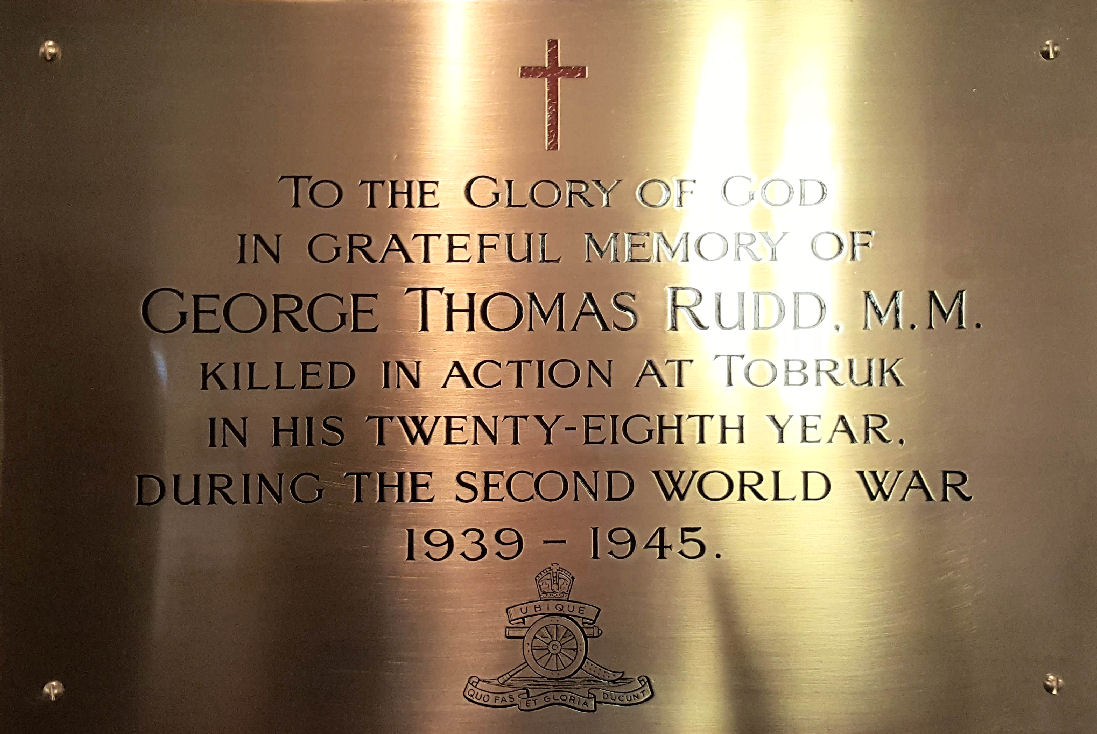 To the Glory of God
in grateful memory of
George Thomas Rudd, M.M.
killed in action at Tobruk
in his twenty-eighth year,
during the Second World War
1939 – 1945.
UBIQUE
QUO FAS ET GLORIA DUCUNT